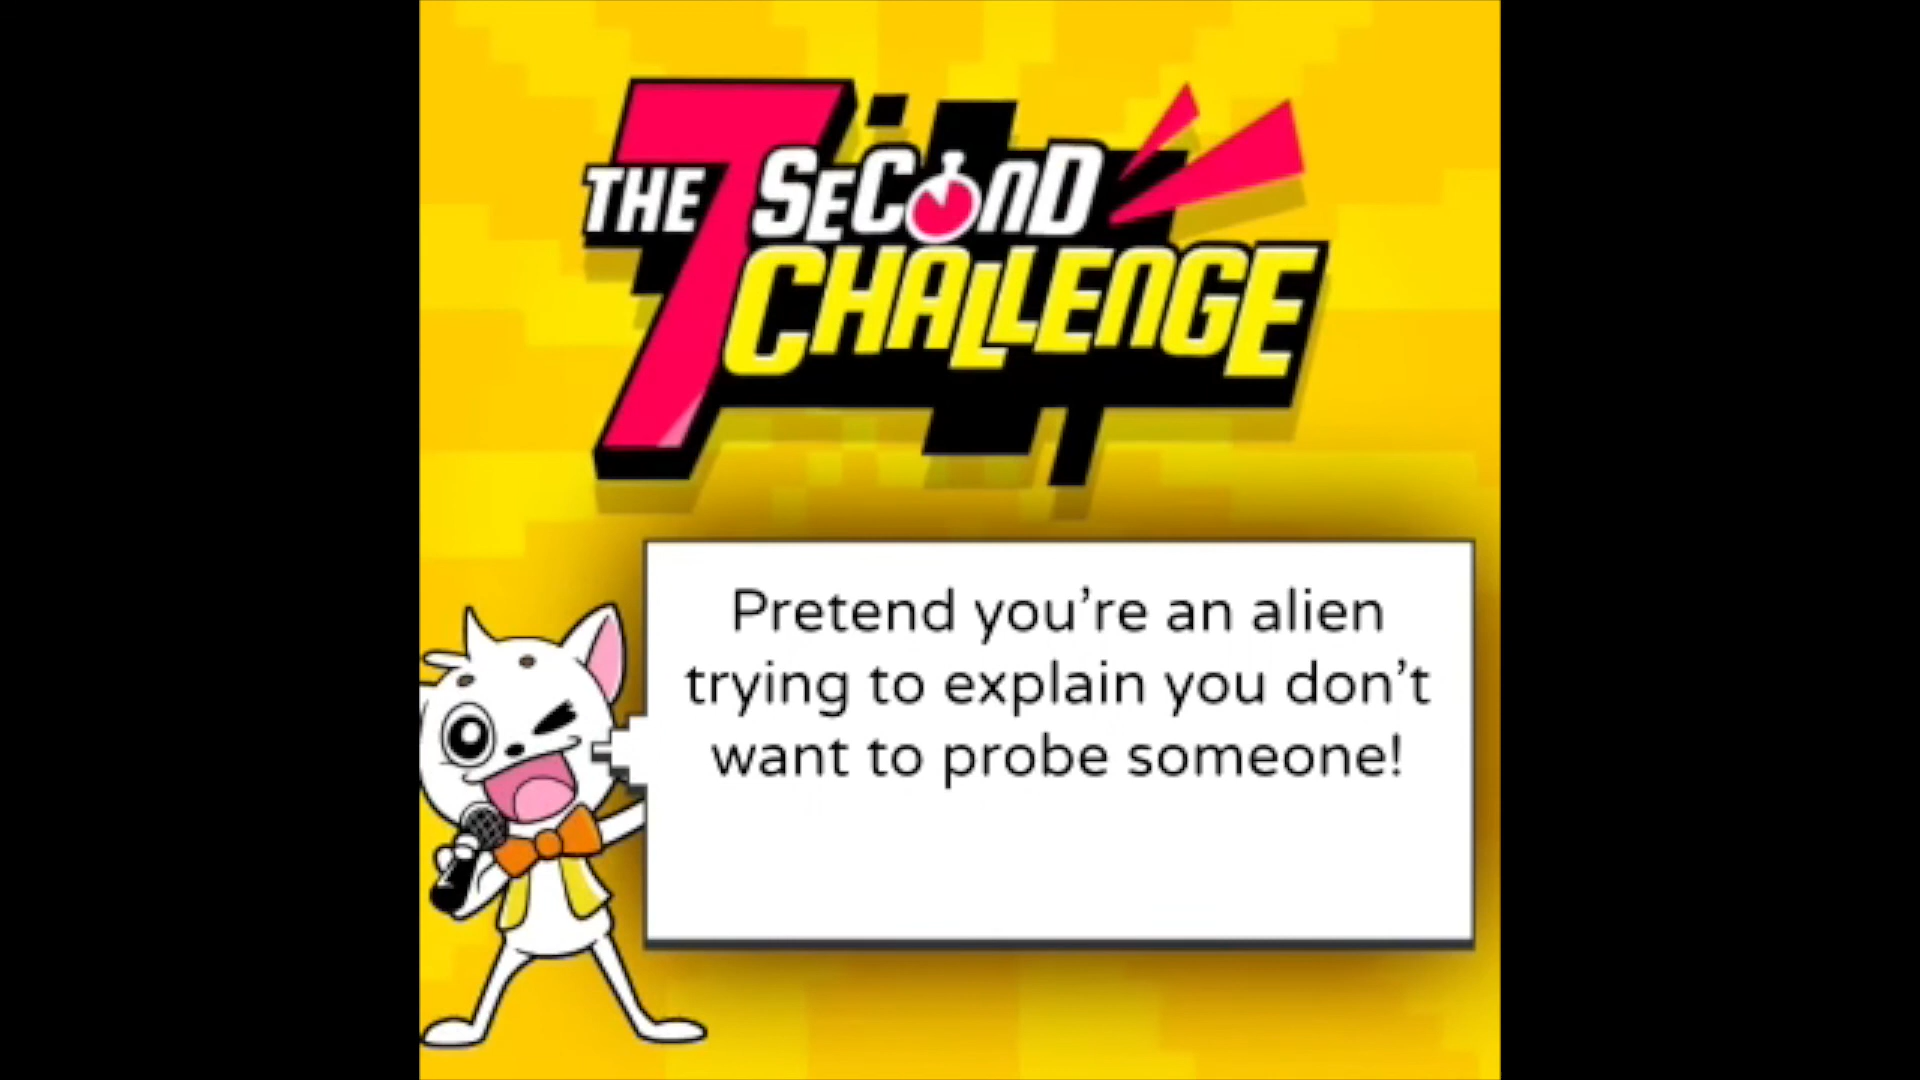 THE 7 SECOND
CHALLENGE
Pretend you’re an alien
trying to explain you don’t
want to probe someone!